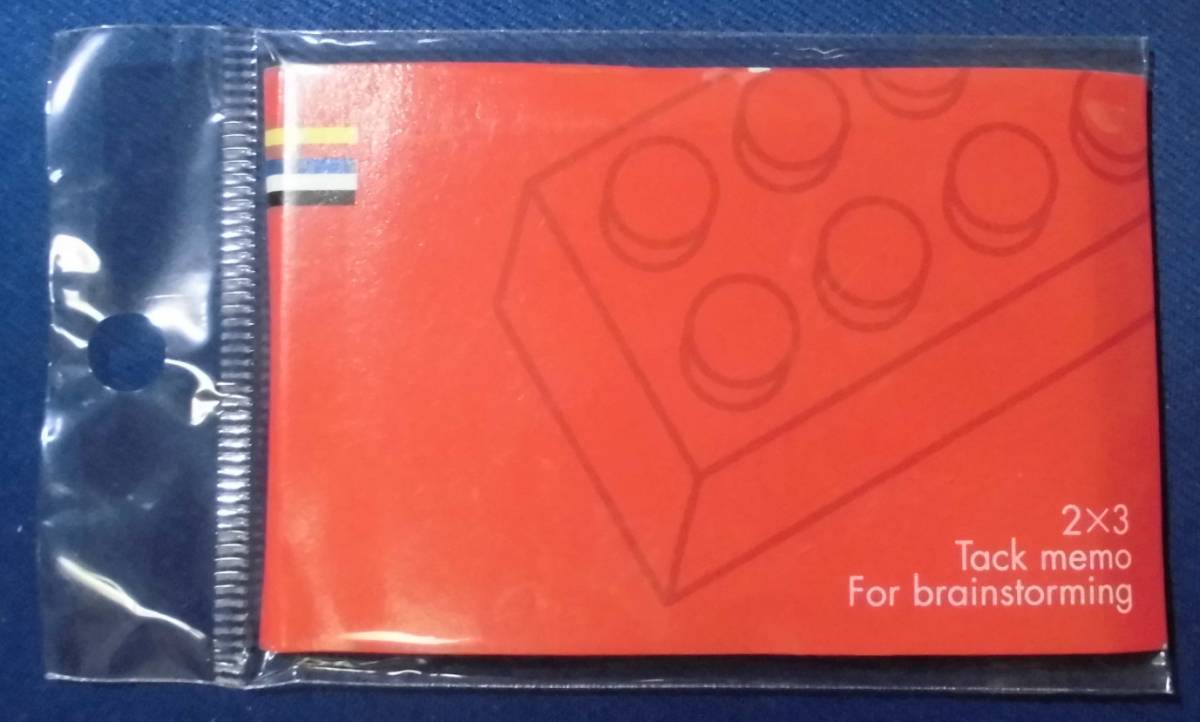 2×3
Tack memo
For brainstorming